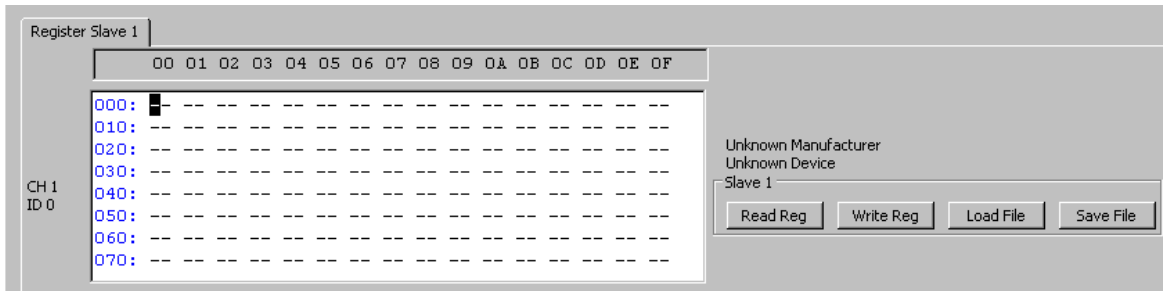 Register Slave 1
00 01 02 03 04 05 06 07 08 09 0A 0B 0C 0D 0E 0F
000: -- -- -- -- -- -- -- -- -- -- -- -- -- -- -- --
010: -- -- -- -- -- -- -- -- -- -- -- -- -- -- -- --
020: -- -- -- -- -- -- -- -- -- -- -- -- -- -- -- --
030: -- -- -- -- -- -- -- -- -- -- -- -- -- -- -- --
040: -- -- -- -- -- -- -- -- -- -- -- -- -- -- -- --
050: -- -- -- -- -- -- -- -- -- -- -- -- -- -- -- --
060: -- -- -- -- -- -- -- -- -- -- -- -- -- -- -- --
070: -- -- -- -- -- -- -- -- -- -- -- -- -- -- -- --
CH 1
ID 0
Unknown Manufacturer
Unknown Device
Slave 1
Read Reg Write Reg Load File Save File